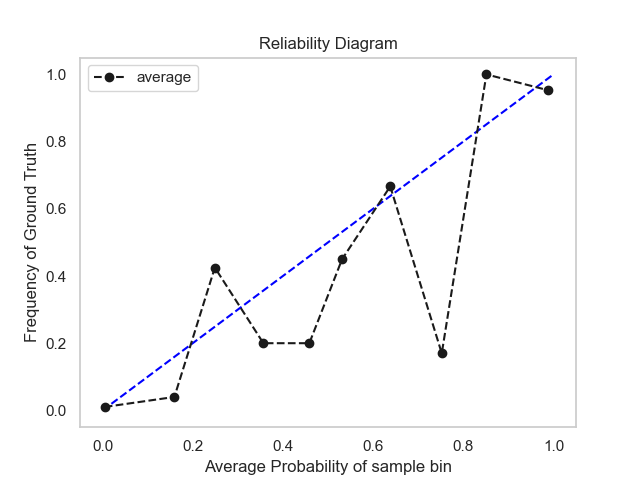 Reliability Diagram
average
1.0
0.8
0.6
0.4
0.2
0.0
Frequency of Ground Truth
0.0 0.2 0.4 0.6 0.8 1.0
Average Probability of sample bin